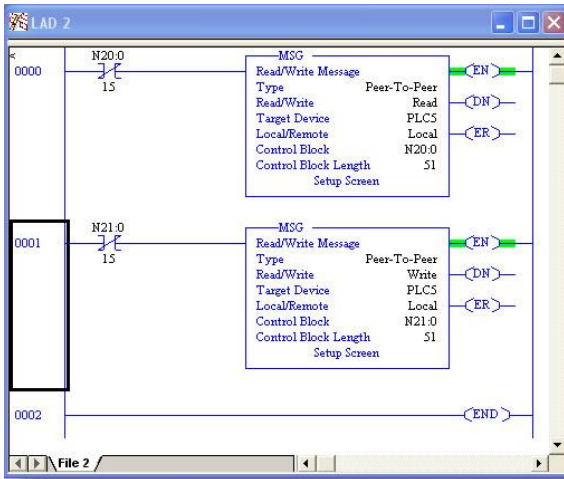 LAD 2
N20:0
MSG
0000
Read/Write Message
EN
15
Type Peer-To-Peer
Read/Write Read
DN
Target Device PLC5
Local/Remote Local
ER
Control Block N20:0
Control Block Length 51
Setup Screen
N21:0
MSG
0001
Read/Write Message
EN
15
Type Peer-To-Peer
Read/Write Write
DN
Target Device PLC5
Local/Remote Local
ER
Control Block N21:0
Control Block Length 51
Setup Screen
0002
END
File 2